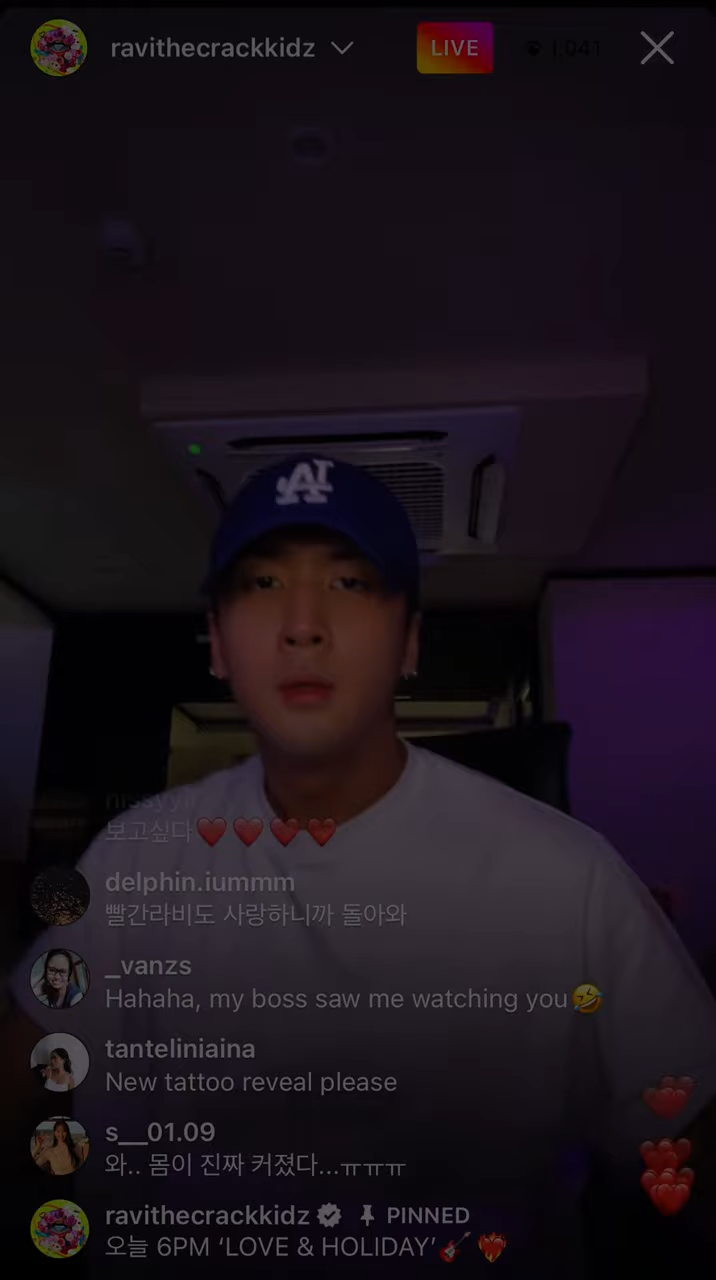 ravithecrackkidz
LIVE
1,041
보고싶다❤️❤️❤️❤️
delphin.iummm
빨간라비도 사랑하니까 돌아와
_vanzs
Hahaha, my boss saw me watching you🤣
tanteliniaina
New tattoo reveal please
s__01.09
와.. 몸이 진짜 커졌다...ㅠㅠㅠ
ravithecrackkidz PINNED
오늘 6PM ‘LOVE & HOLIDAY’🎸❤️‍🔥